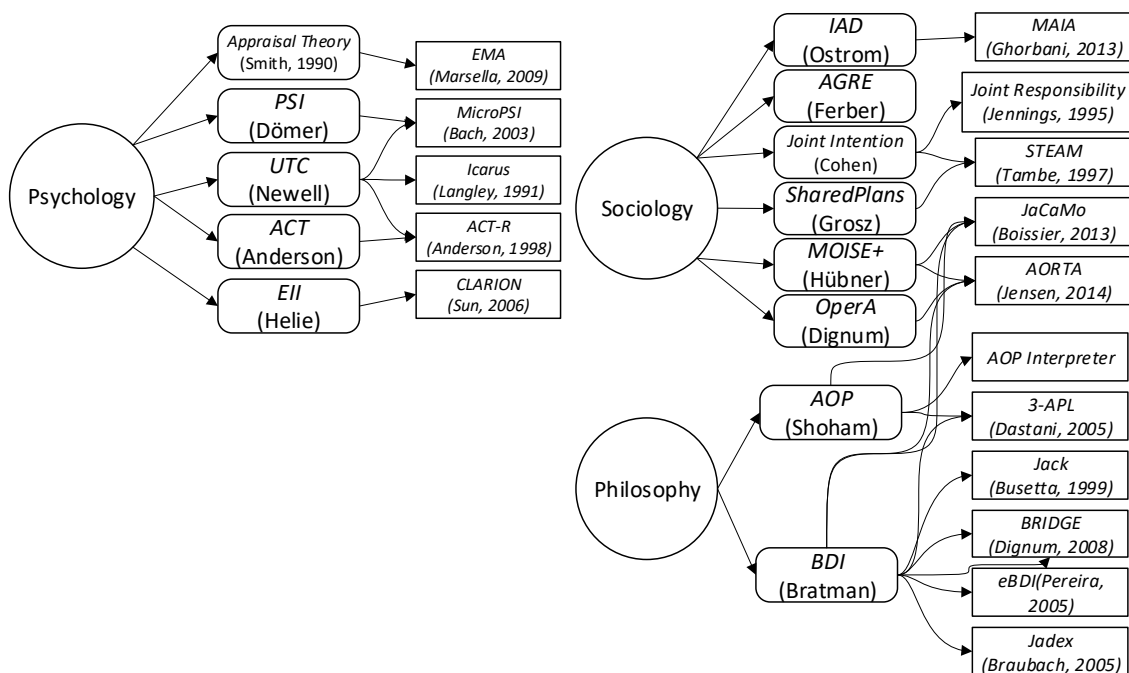 Psychology
Appraisal Theory
(Smith, 1990)
PSI
(Dömer)
UTC
(Newell)
ACT
(Anderson)
EII
(Helie)
EMA
(Marsella, 2009)
MicroPSI
(Bach, 2003)
Icarus
(Langley, 1991)
ACT-R
(Anderson, 1998)
CLARION
(Sun, 2006)
Sociology
IAD
(Ostrom)
AGRE
(Ferber)
Joint Intention
(Cohen)
SharedPlans
(Grosz)
MOISE+
(Hübner)
OperA
(Dignum)
MAIA
(Ghorbani, 2013)
Joint Responsibility
(Jennings, 1995)
STEAM
(Tambe, 1997)
JaCaMo
(Boissier, 2013)
AORTA
(Jensen, 2014)
Philosophy
AOP
(Shoham)
BDI
(Bratman)
AOP Interpreter
3-APL
(Dastani, 2005)
Jack
(Busetta, 1999)
BRIDGE
(Dignum, 2008)
eBDI(Pereira,
2005)
Jadex
(Braubach, 2005)